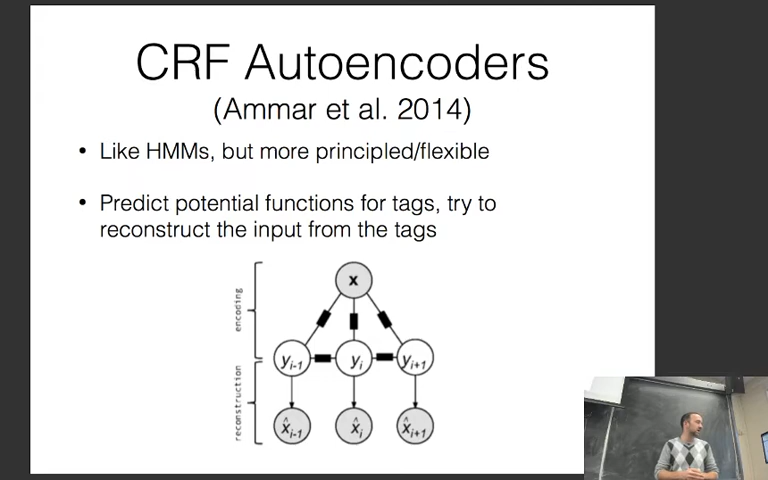 CRF Autoencoders
(Ammar et al. 2014)
• Like HMMs, but more principled/flexible
• Predict potential functions for tags, try to
reconstruct the input from the tags
encoding
x
yi-1 yi yi+1
reconstruction
x̂i-1 x̂i x̂i+1